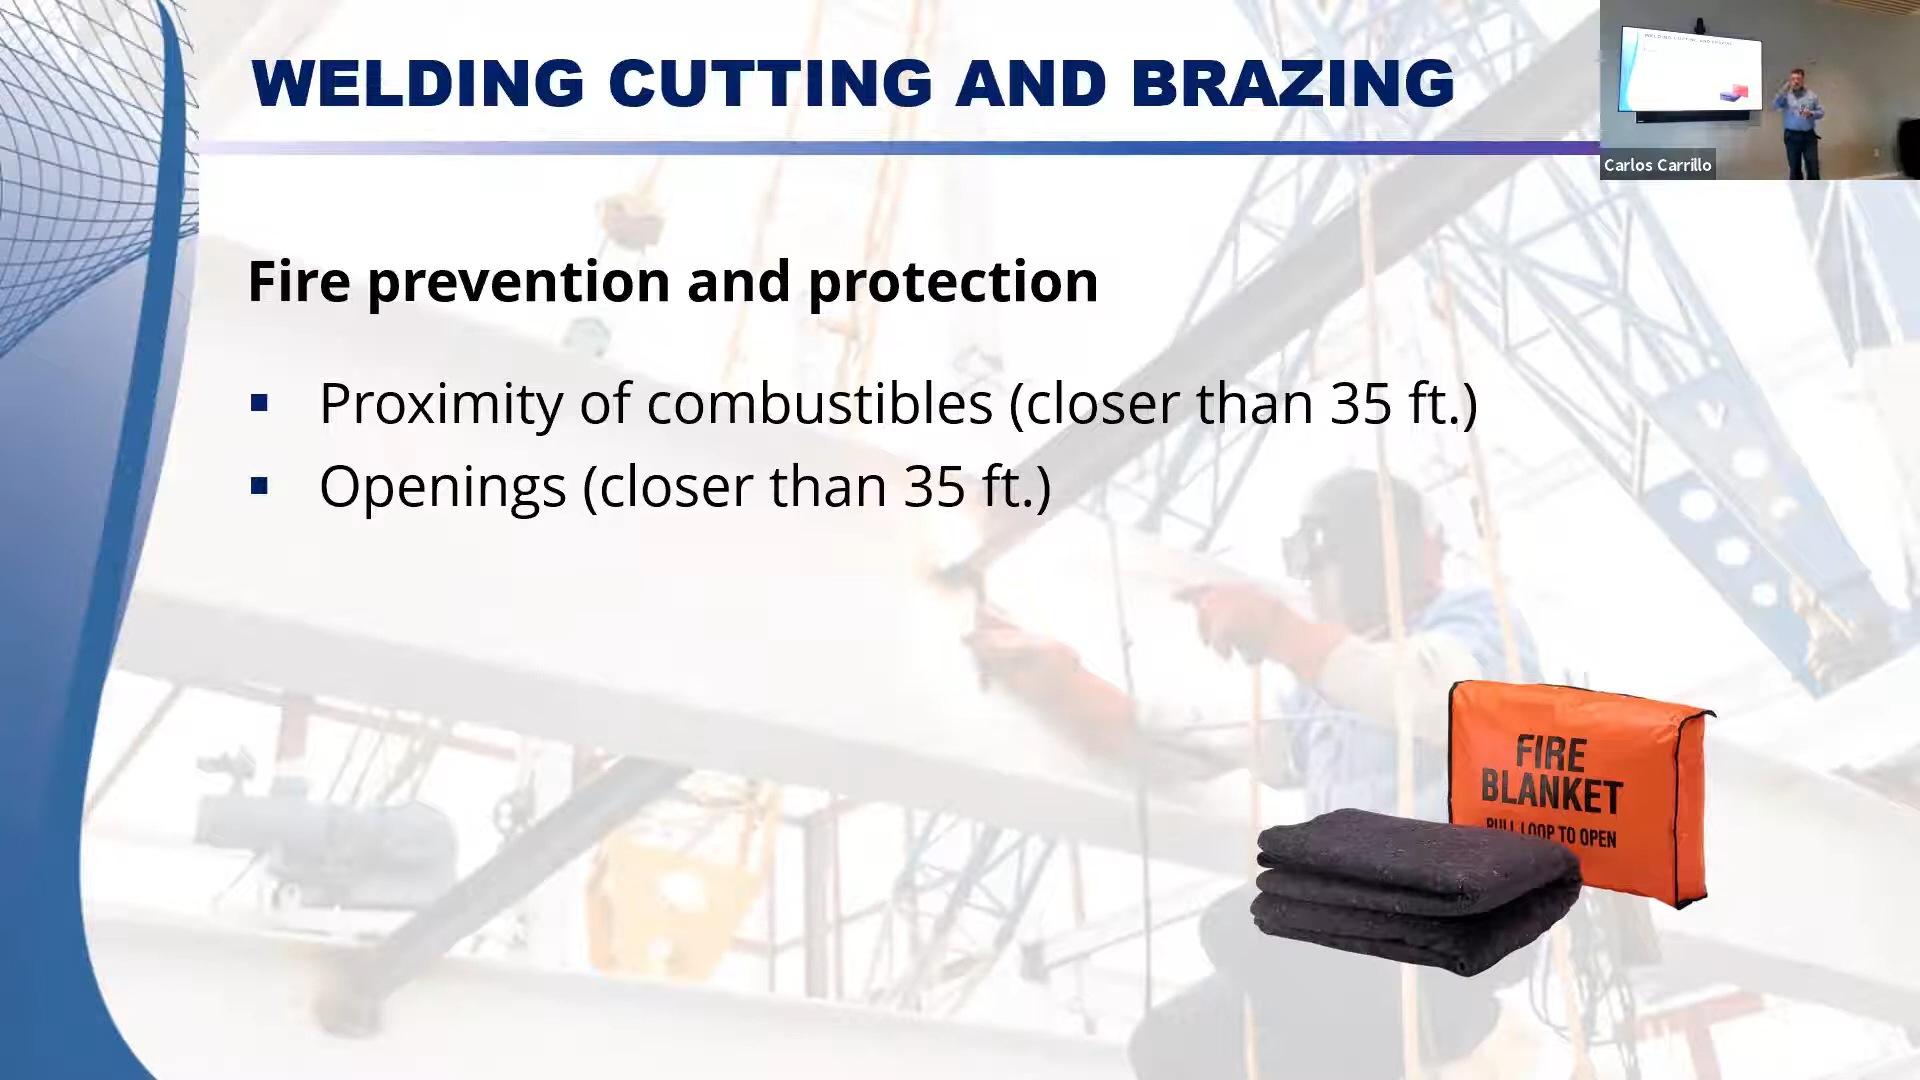 WELDING CUTTING AND BRAZING
Carlos Carrillo
Fire prevention and protection
▪ Proximity of combustibles (closer than 35 ft.)
▪ Openings (closer than 35 ft.)
FIRE
BLANKET
PULL LOOP TO OPEN